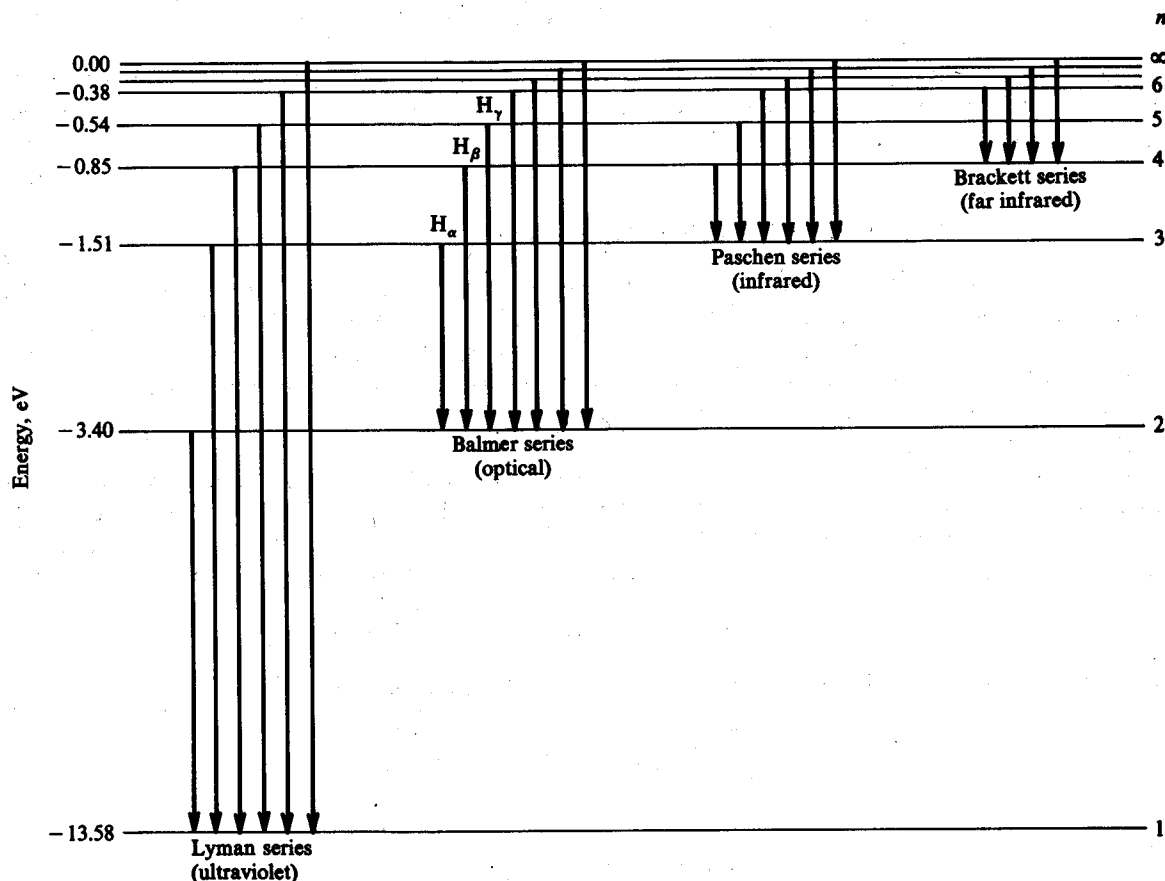 n
0.00
∞
−0.38
6
−0.54
5
−0.85
4
−1.51
3
−3.40
2
−13.58
1
Energy, eV
Hγ
Hβ
Hα
Brackett series
(far infrared)
Paschen series
(infrared)
Balmer series
(optical)
Lyman series
(ultraviolet)